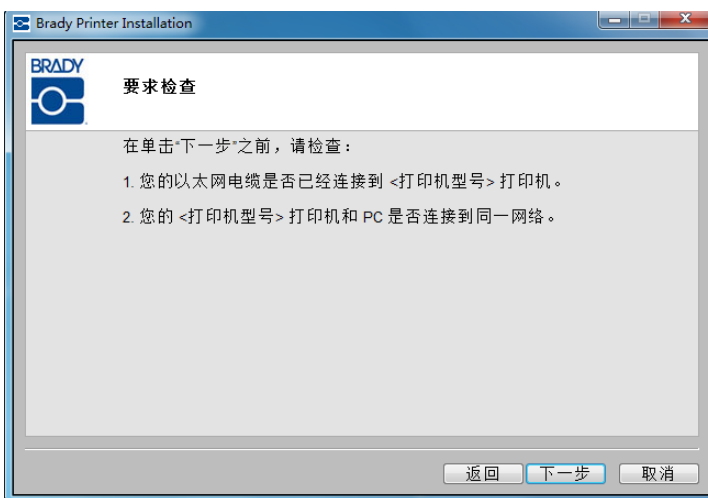 Brady Printer Installation
BRADY
要求检查
在单击“下一步”之前，请检查：
1. 您的以太网电缆是否已经连接到 <打印机型号> 打印机。
2. 您的 <打印机型号> 打印机和 PC 是否连接到同一网络。
返回 下一步 取消